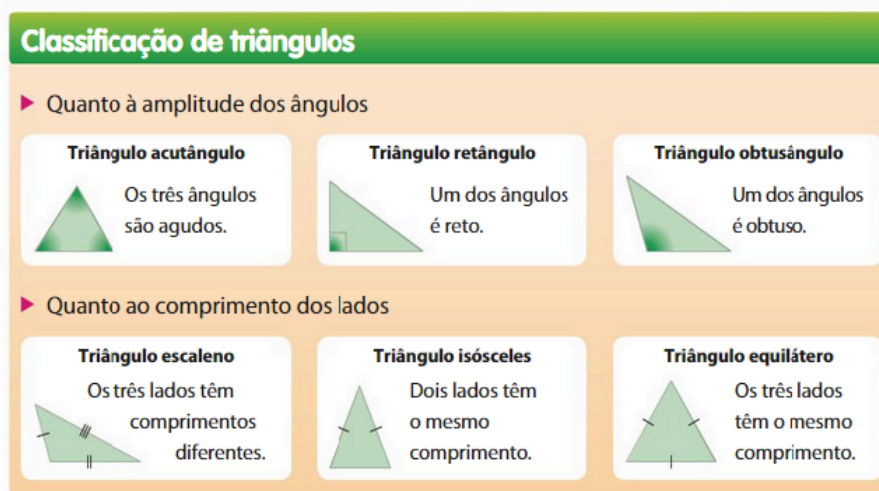 Classificação de triângulos
Quanto à amplitude dos ângulos
Triângulo acutângulo
Os três ângulos
são agudos.
Triângulo retângulo
Um dos ângulos
é reto.
Triângulo obtusângulo
Um dos ângulos
é obtuso.
Quanto ao comprimento dos lados
Triângulo escaleno
Os três lados têm
comprimentos
diferentes.
Triângulo isósceles
Dois lados têm
o mesmo
comprimento.
Triângulo equilátero
Os três lados
têm o mesmo
comprimento.